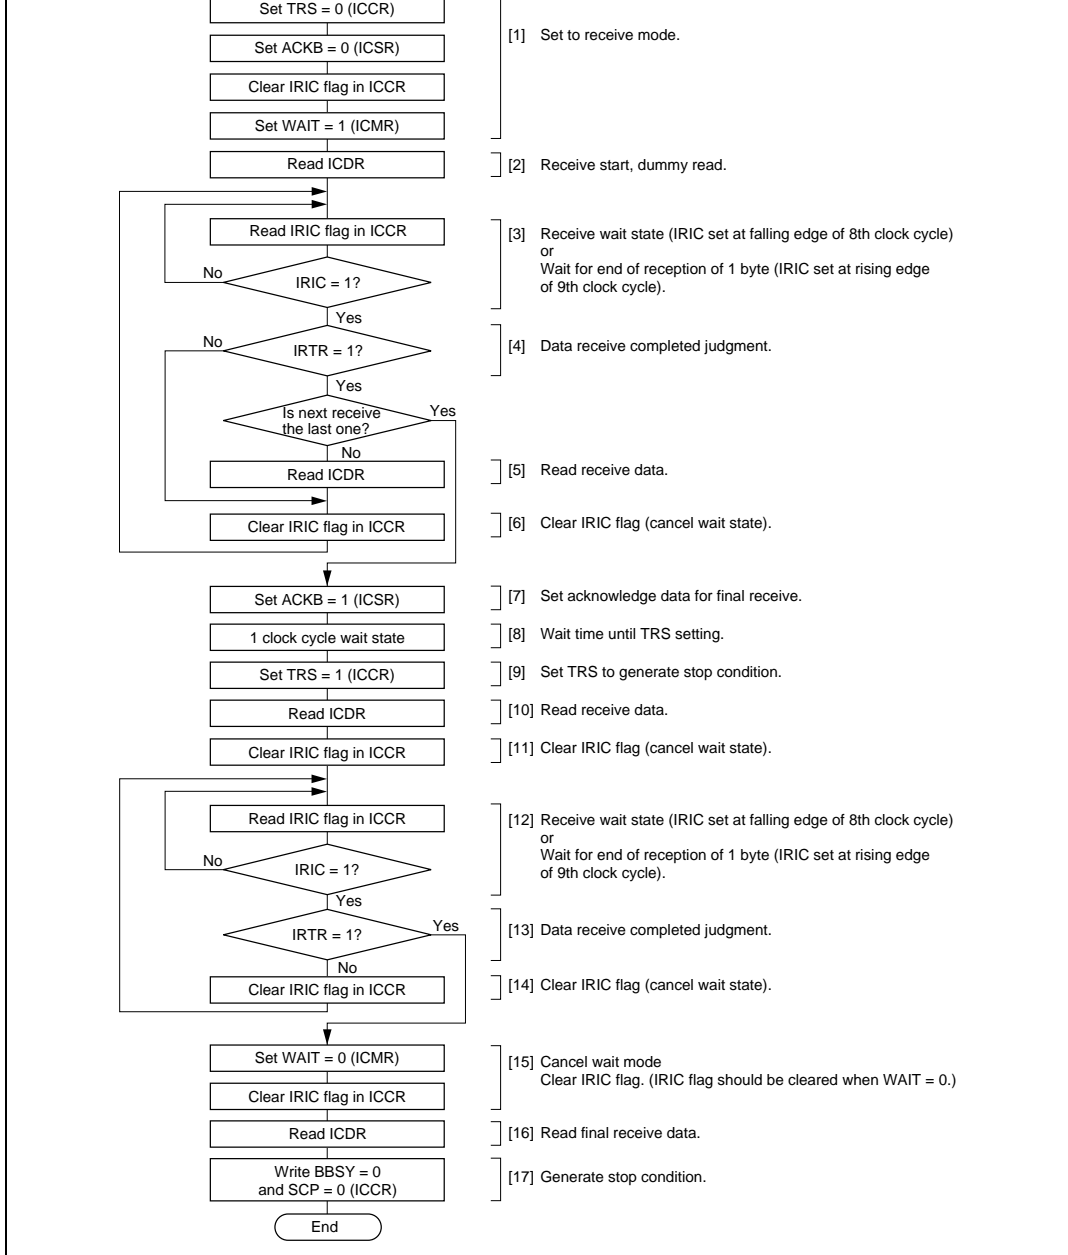 Set TRS = 0 (ICCR)
[1] Set to receive mode.
Set ACKB = 0 (ICSR)
Clear IRIC flag in ICCR
Set WAIT = 1 (ICMR)
Read ICDR
[2] Receive start, dummy read.
Read IRIC flag in ICCR
[3] Receive wait state (IRIC set at falling edge of 8th clock cycle)
or
Wait for end of reception of 1 byte (IRIC set at rising edge
of 9th clock cycle).
No
IRIC = 1?
Yes
No
IRTR = 1?
[4] Data receive completed judgment.
Yes
Is next receive
the last one?
Yes
No
Read ICDR
[5] Read receive data.
Clear IRIC flag in ICCR
[6] Clear IRIC flag (cancel wait state).
Set ACKB = 1 (ICSR)
[7] Set acknowledge data for final receive.
1 clock cycle wait state
[8] Wait time until TRS setting.
Set TRS = 1 (ICCR)
[9] Set TRS to generate stop condition.
Read ICDR
[10] Read receive data.
Clear IRIC flag in ICCR
[11] Clear IRIC flag (cancel wait state).
Read IRIC flag in ICCR
[12] Receive wait state (IRIC set at falling edge of 8th clock cycle)
or
Wait for end of reception of 1 byte (IRIC set at rising edge
of 9th clock cycle).
No
IRIC = 1?
Yes
IRTR = 1?
Yes
[13] Data receive completed judgment.
No
Clear IRIC flag in ICCR
[14] Clear IRIC flag (cancel wait state).
Set WAIT = 0 (ICMR)
[15] Cancel wait mode
Clear IRIC flag. (IRIC flag should be cleared when WAIT = 0.)
Clear IRIC flag in ICCR
Read ICDR
[16] Read final receive data.
Write BBSY = 0
and SCP = 0 (ICCR)
[17] Generate stop condition.
End